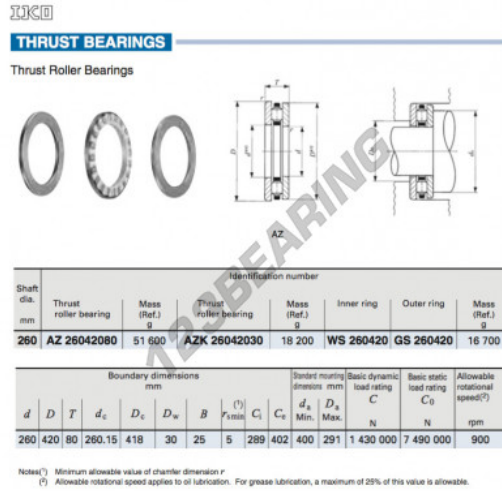 IKO
THRUST BEARINGS
Thrust Roller Bearings
T
r
D
d
d
AZ
123BEARING
Identification number
Shaft dia. mm
Thrust roller bearing
Mass (Ref.) g
Thrust roller bearing
Mass (Ref.) g
Inner ring
Outer ring
Mass (Ref.) g
260 AZ 26042080 51 600 AZK 26042030 18 200 WS 260420 GS 260420 16 700
Boundary dimensions mm
Standard mounting dimensions mm
Basic dynamic load rating C N
Basic static load rating C0 N
Allowable rotational speed(2) rpm
d D T dc Dc Dw B rs min(1) Ci Ce da Min. Da Max.
260 420 80 260.15 418 30 25 5 289 402 400 291 1 430 000 7 490 000 900
Notes(1) Minimum allowable value of chamfer dimension r
(2) Allowable rotational speed applies to oil lubrication. For grease lubrication, a maximum of 25% of this value is allowable.